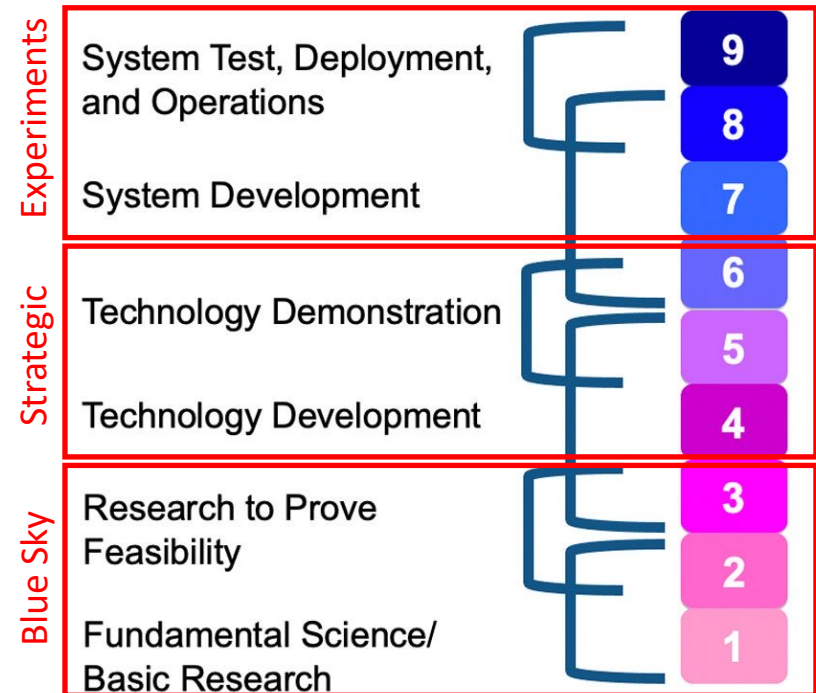 Experiments
System Test, Deployment,
and Operations
System Development
9
8
7
Strategic
Technology Demonstration
Technology Development
6
5
4
Blue Sky
Research to Prove
Feasibility
Fundamental Science/
Basic Research
3
2
1